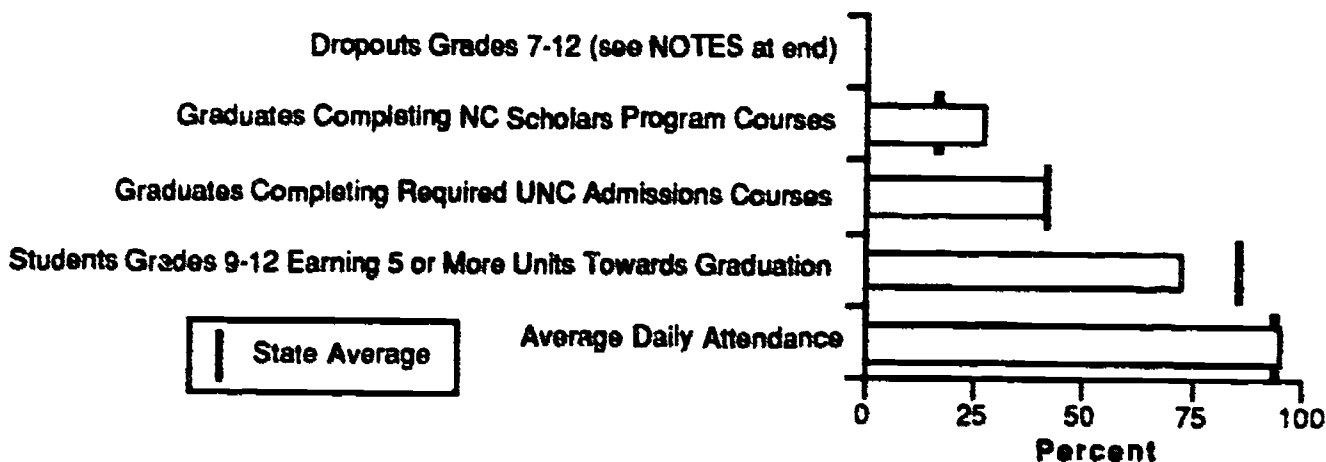 Dropouts Grades 7-12 (see NOTES at end)
Graduates Completing NC Scholars Program Courses
Graduates Completing Required UNC Admissions Courses
Students Grades 9-12 Earning 5 or More Units Towards Graduation
Average Daily Attendance
State Average
0 25 50 75 100
Percent